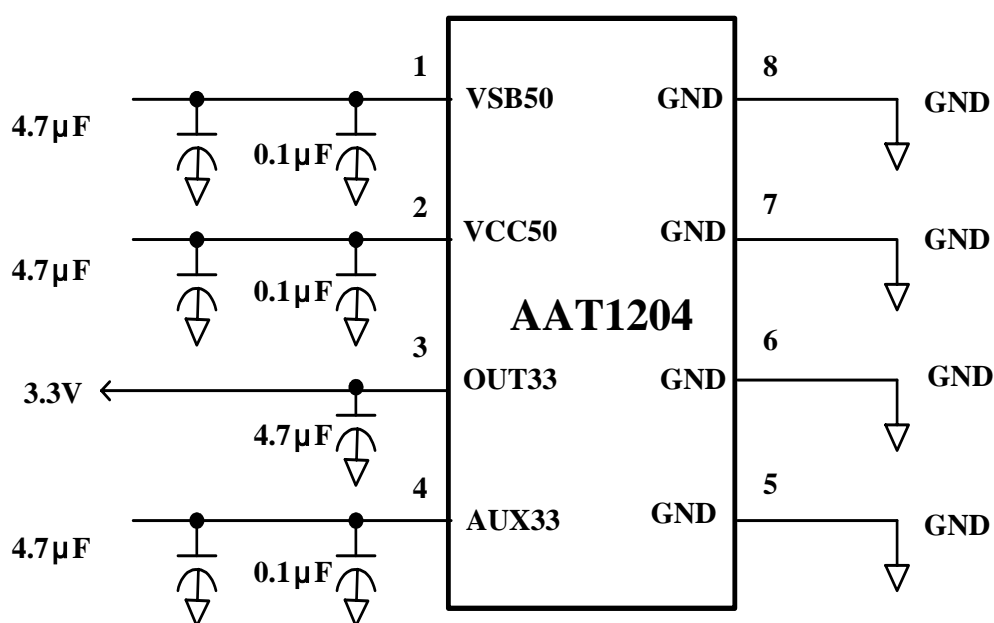 1
8
VSB50
GND
GND
4.7μF
0.1μF
2
7
VCC50
GND
GND
4.7μF
0.1μF
AAT1204
3
6
3.3V
OUT33
GND
GND
4.7μF
4
5
AUX33
GND
GND
4.7μF
0.1μF